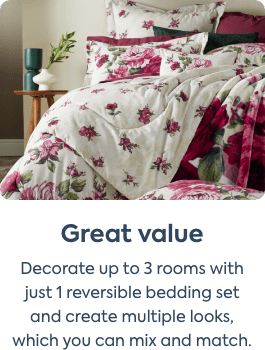 Great value
Decorate up to 3 rooms with
just 1 reversible bedding set
and create multiple looks,
which you can mix and match.